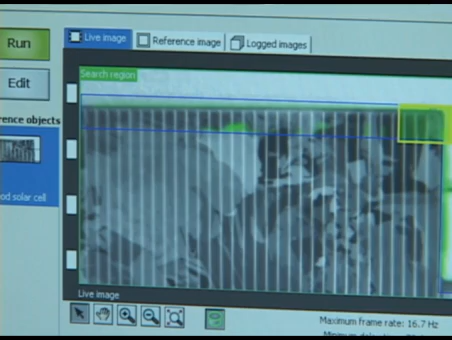 Run
Live image
Reference image
Logged images
Edit
Search region
rence objects
od solar cell
Live image
Maximum frame rate: 16.7 Hz